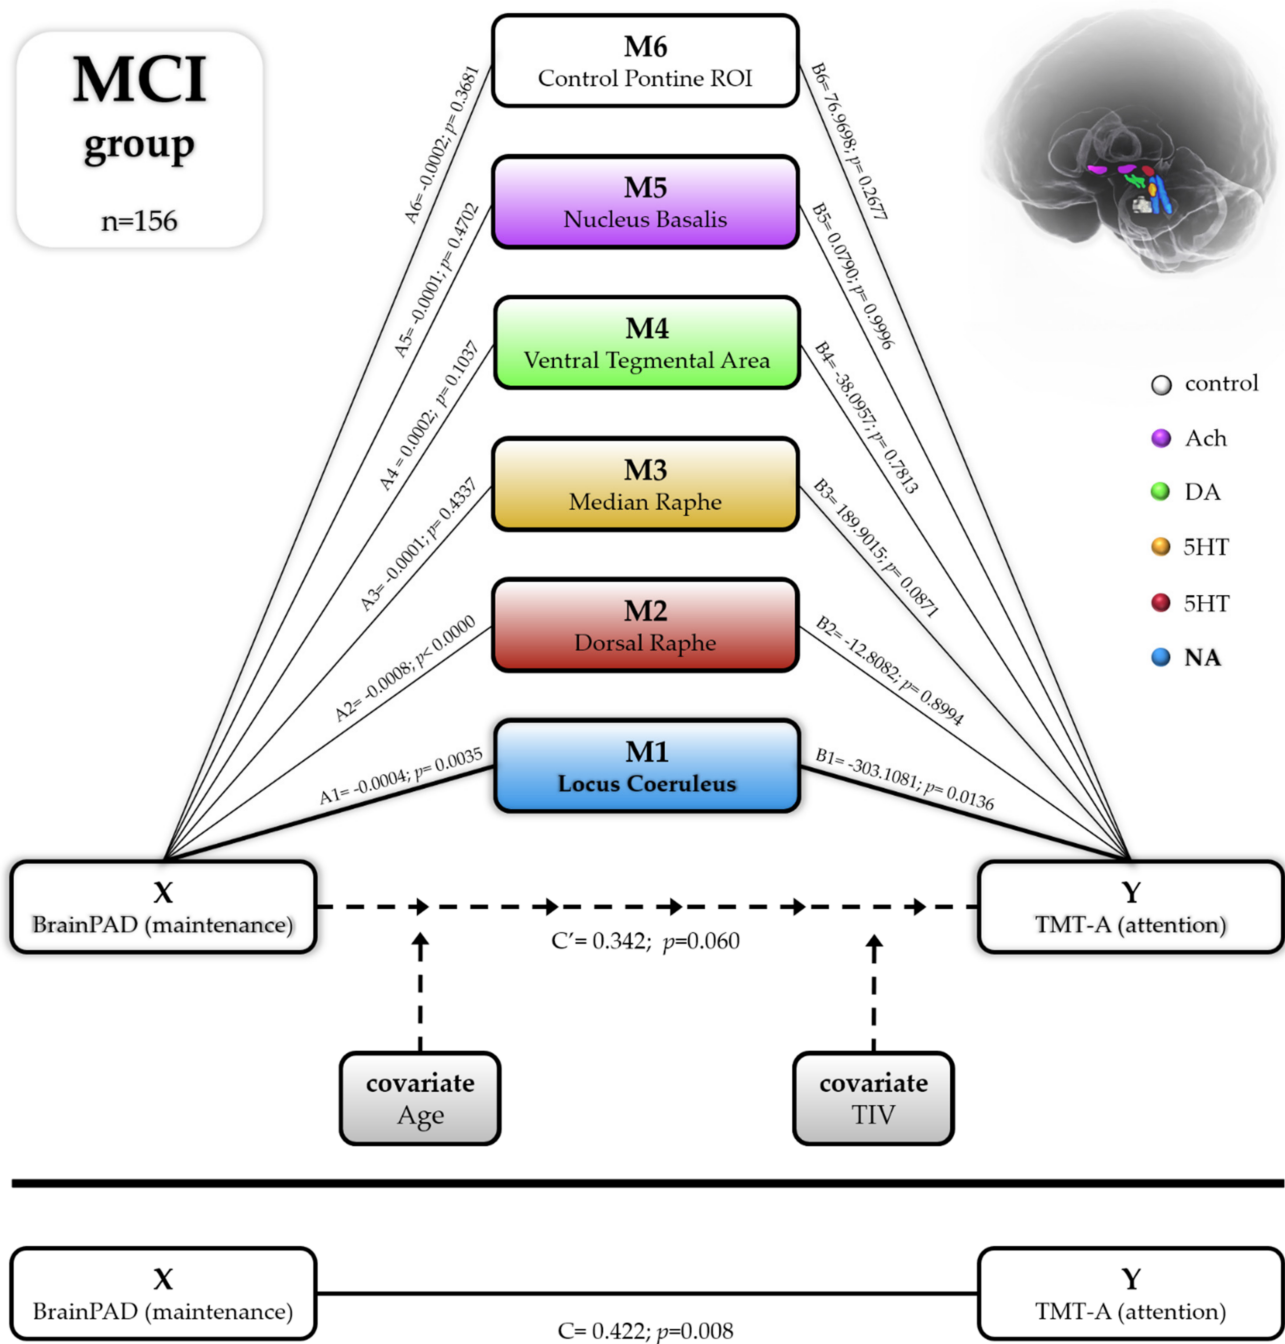 MCI
group
n=156
M6
Control Pontine ROI
M5
Nucleus Basalis
M4
Ventral Tegmental Area
M3
Median Raphe
M2
Dorsal Raphe
M1
Locus Coeruleus
A6= -0.0002; p= 0.3681
A5= -0.0001; p= 0.4702
A4 = 0.0002; p= 0.1037
A3= -0.0001; p= 0.4337
A2= -0.0008; p< 0.0000
A1= -0.0004; p= 0.0035
B6= 76.9698; p= 0.2677
B5= 0.0790; p= 0.9996
B4= -38.0957; p= 0.7813
B3= 189.9015; p= 0.0871
B2= -12.8082; p= 0.8994
B1= -303.1081; p= 0.0136
control
Ach
DA
5HT
5HT
NA
X
BrainPAD (maintenance)
Y
TMT-A (attention)
C’= 0.342; p=0.060
covariate
Age
covariate
TIV
X
BrainPAD (maintenance)
Y
TMT-A (attention)
C= 0.422; p=0.008